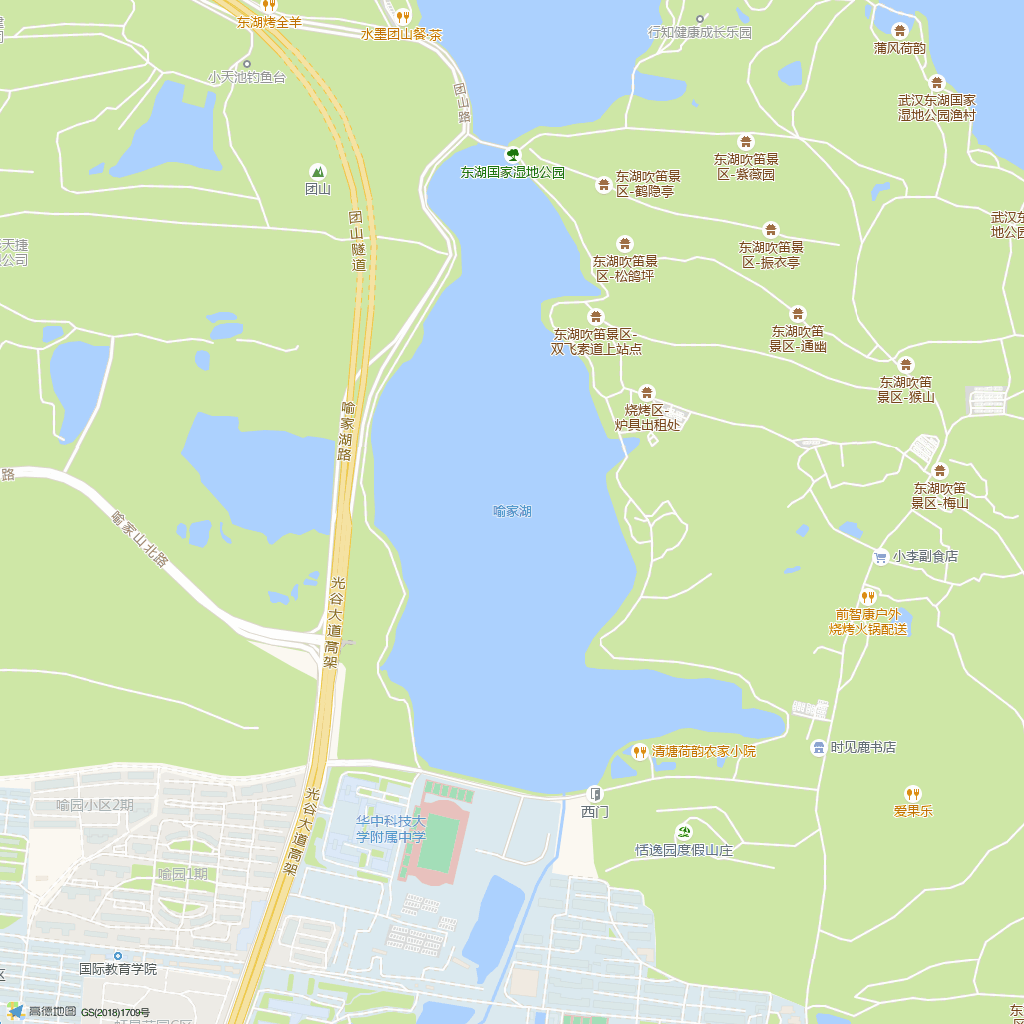 东湖烤全羊
水墨团山餐·茶
行知健康成长乐园
蒲风荷韵
小天池钓鱼台
团山路
武汉东湖国家
湿地公园渔村
东湖国家湿地公园
东湖吹笛景
区-紫薇园
团山
东湖吹笛景
区-鹤隐亭
团山隧道
武汉东
地公园
天捷
公司
东湖吹笛景
区-松鸽坪
东湖吹笛景
区-振衣亭
东湖吹笛景区-
双飞索道上站点
东湖吹笛
景区-通幽
东湖吹笛
景区-猴山
喻家湖路
烧烤区-
炉具出租处
路
东湖吹笛
景区-梅山
喻家湖
喻家山北路
小李副食店
光谷大道高架
前智康户外
烧烤火锅配送
清塘荷韵农家小院
时见鹿书店
喻园小区2期
光谷大道高架
华中科技大
学附属中学
西门
爱果乐
恬逸园度假山庄
喻园1期
国际教育学院
区
高德地图 GS(2018)1709号
东